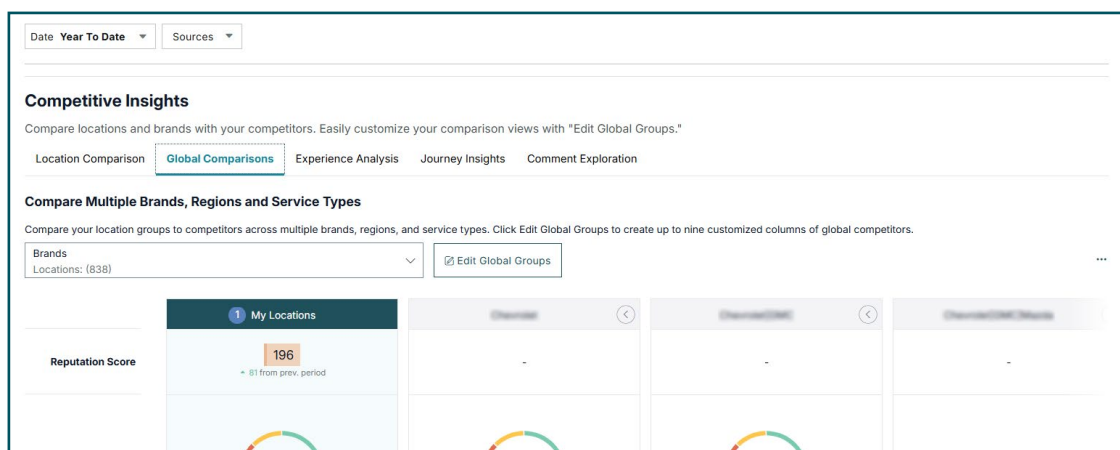 Date Year To Date
Sources
Competitive Insights
Compare locations and brands with your competitors. Easily customize your comparison views with "Edit Global Groups."
Location Comparison Global Comparisons Experience Analysis Journey Insights Comment Exploration
Compare Multiple Brands, Regions and Service Types
Compare your location groups to competitors across multiple brands, regions, and service types. Click Edit Global Groups to create up to nine customized columns of global competitors.
Brands
Locations: (838)
Edit Global Groups
...
1 My Locations
Reputation Score
196
81 from prev. period
- - -